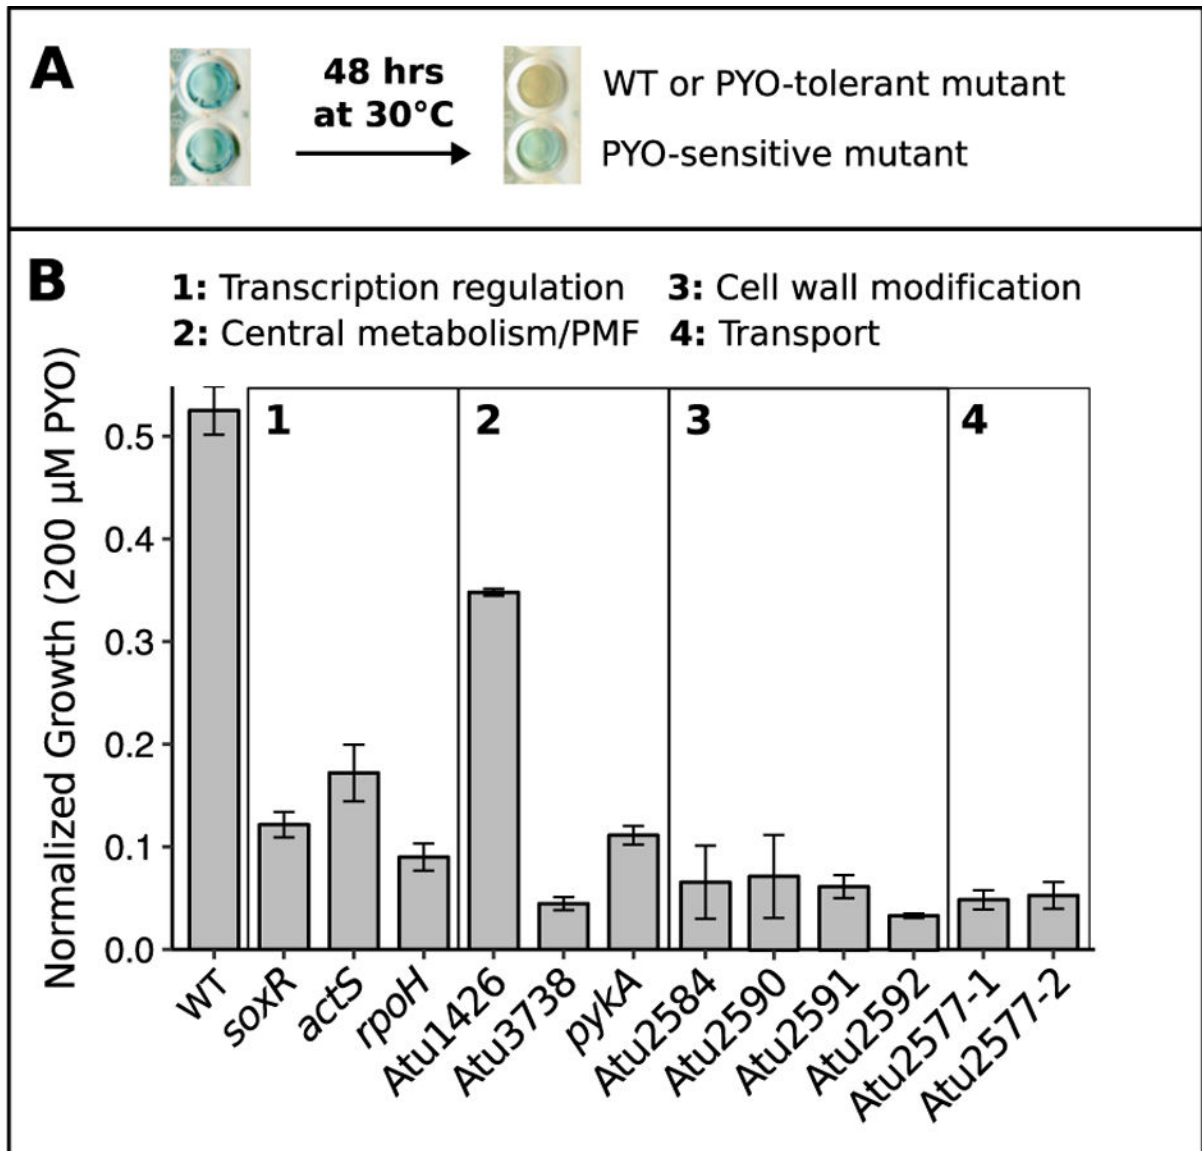 A
48 hrs
at 30°C
WT or PYO-tolerant mutant
PYO-sensitive mutant
B
1: Transcription regulation
3: Cell wall modification
2: Central metabolism/PMF
4: Transport
Normalized Growth (200 µM PYO)
1
2
3
4
0.5
0.4
0.3
0.2
0.1
0.0
WT
soxR
actS
rpoH
Atu1426
Atu3738
pykA
Atu2584
Atu2590
Atu2591
Atu2592
Atu2577-1
Atu2577-2